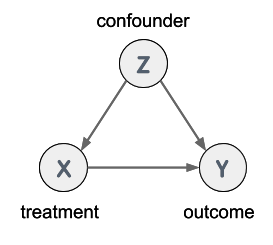 confounder
Z
X
Y
treatment
outcome